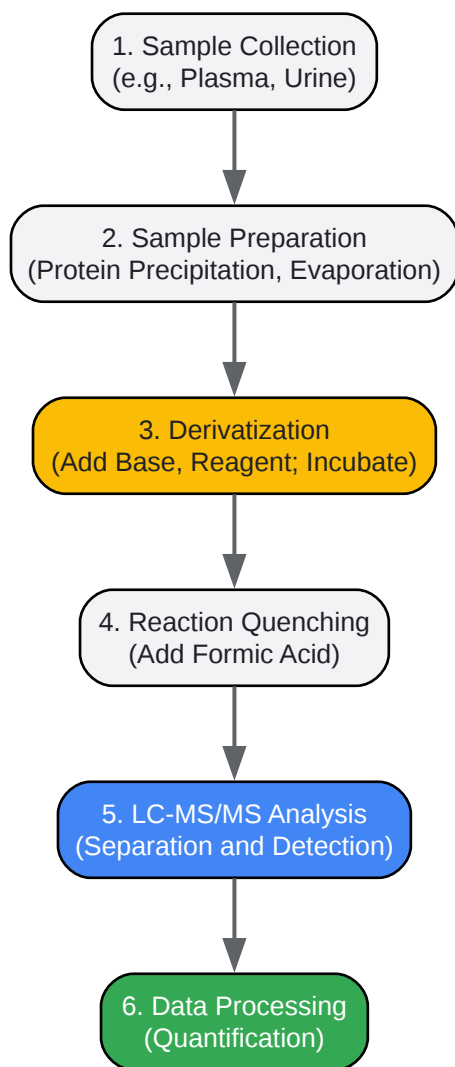 1. Sample Collection
(e.g., Plasma, Urine)
2. Sample Preparation
(Protein Precipitation, Evaporation)
3. Derivatization
(Add Base, Reagent; Incubate)
4. Reaction Quenching
(Add Formic Acid)
5. LC-MS/MS Analysis
(Separation and Detection)
6. Data Processing
(Quantification)